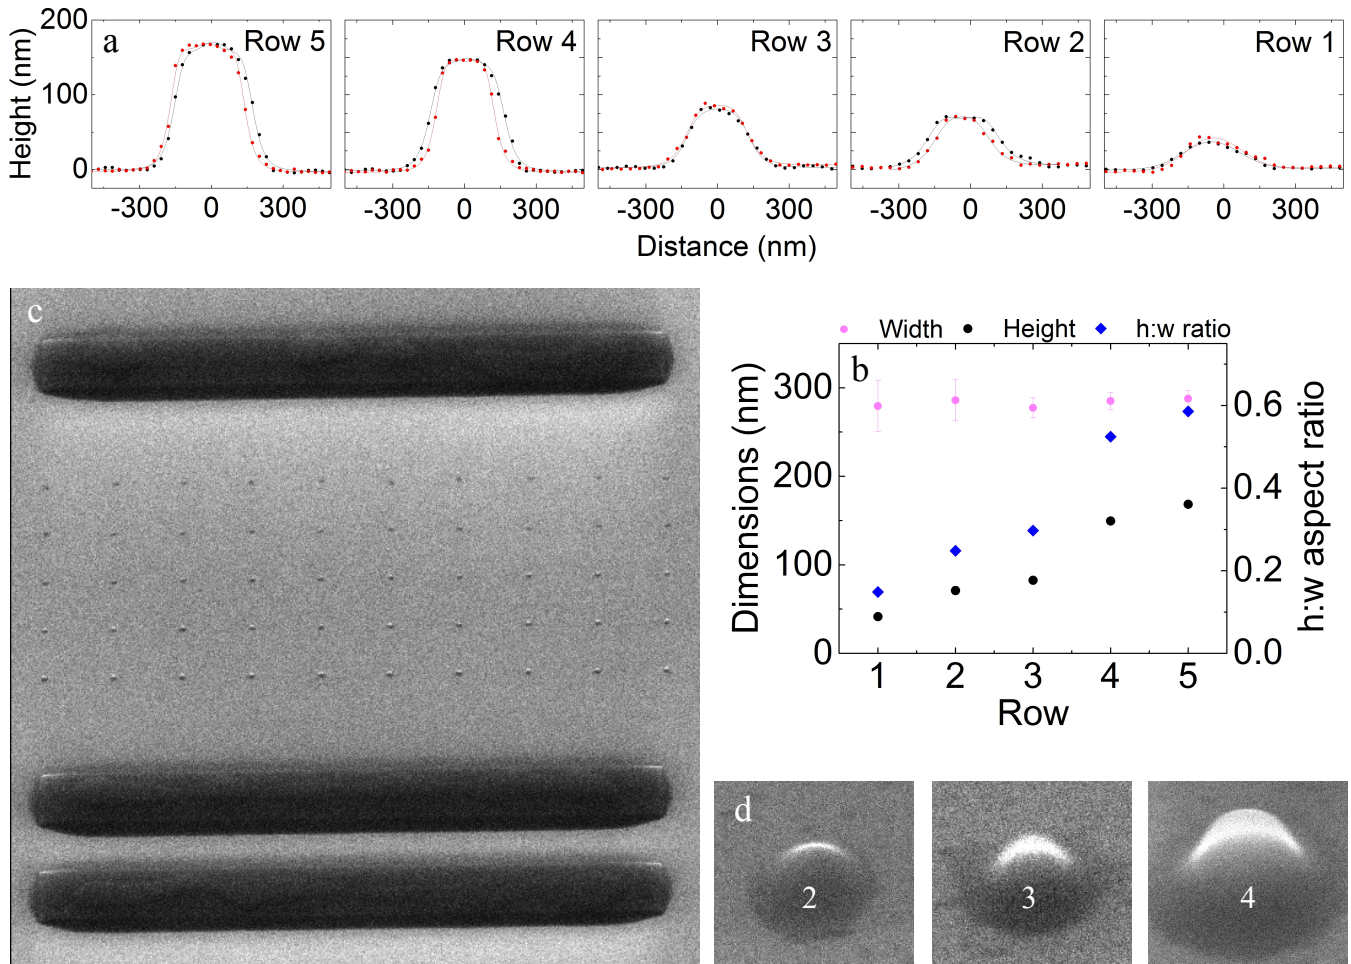 a
Row 5
Row 4
Row 3
Row 2
Row 1
Height (nm)
200
100
0
-300 0 300
-300 0 300
-300 0 300
-300 0 300
-300 0 300
Distance (nm)
c
Width Height h:w ratio
b
Dimensions (nm)
300
200
100
0
h:w aspect ratio
0.6
0.4
0.2
0.0
1 2 3 4 5
Row
d
2
3
4